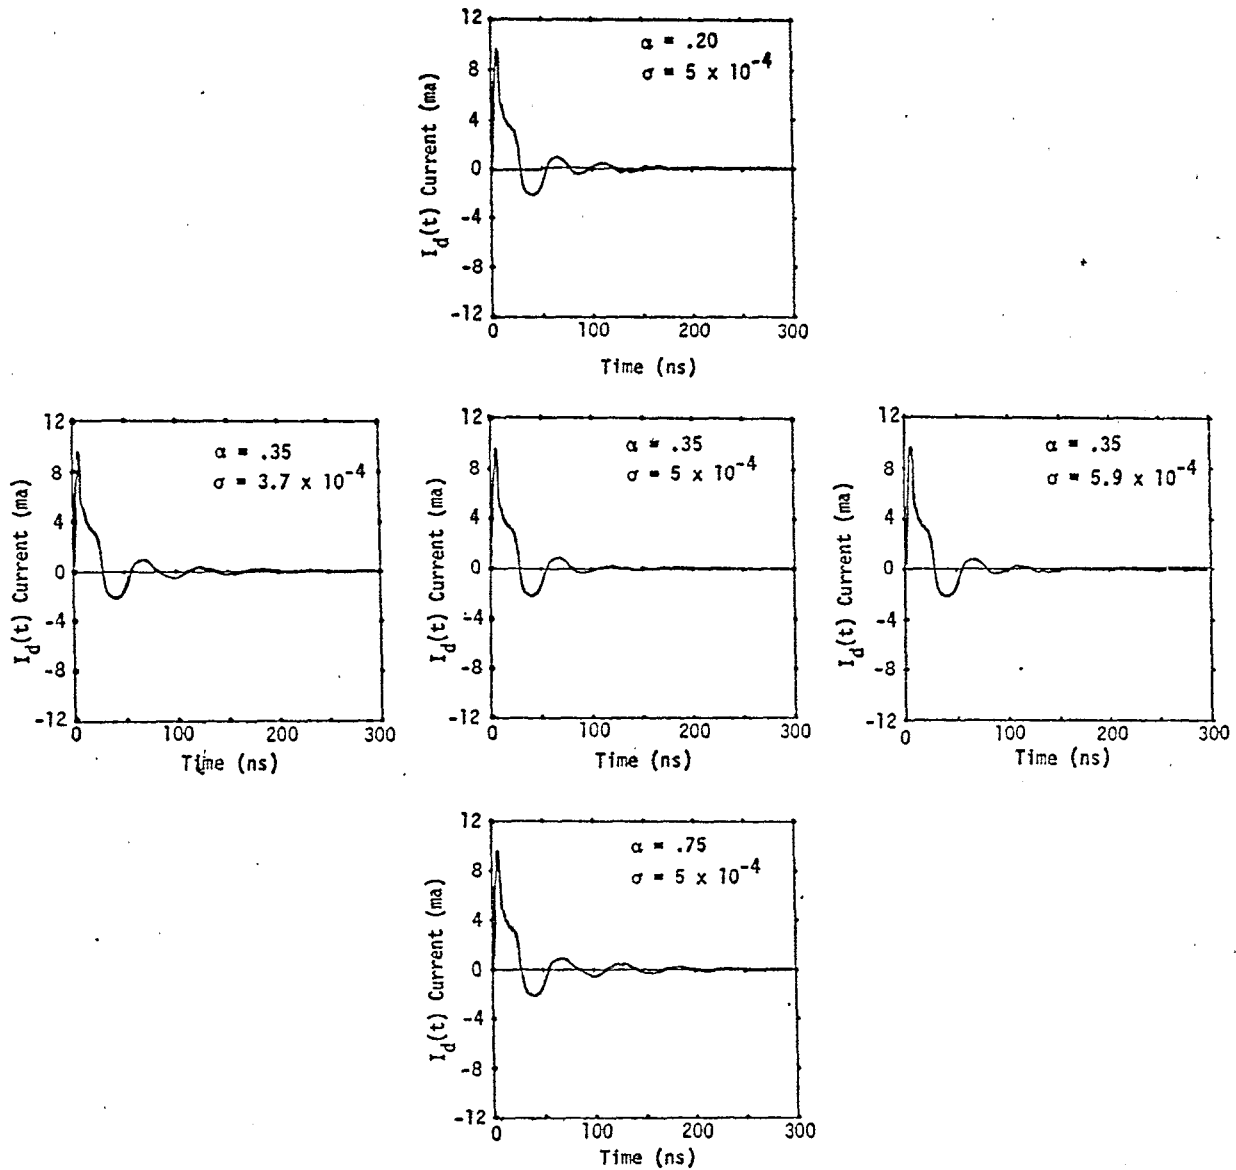 α = .20
σ = 5 x 10-4
12
8
4
0
-4
-8
-12
I_d(t) Current (ma)
0 100 200 300
Time (ns)
α = .35
σ = 3.7 x 10-4
12
8
4
0
-4
-8
-12
I_d(t) Current (ma)
0 100 200 300
Time (ns)
α = .35
σ = 5 x 10-4
12
8
4
0
-4
-8
-12
I_d(t) Current (ma)
0 100 200 300
Time (ns)
α = .35
σ = 5.9 x 10-4
12
8
4
0
-4
-8
-12
I_d(t) Current (ma)
0 100 200 300
Time (ns)
α = .75
σ = 5 x 10-4
12
8
4
0
-4
-8
-12
I_d(t) Current (ma)
0 100 200 300
Time (ns)